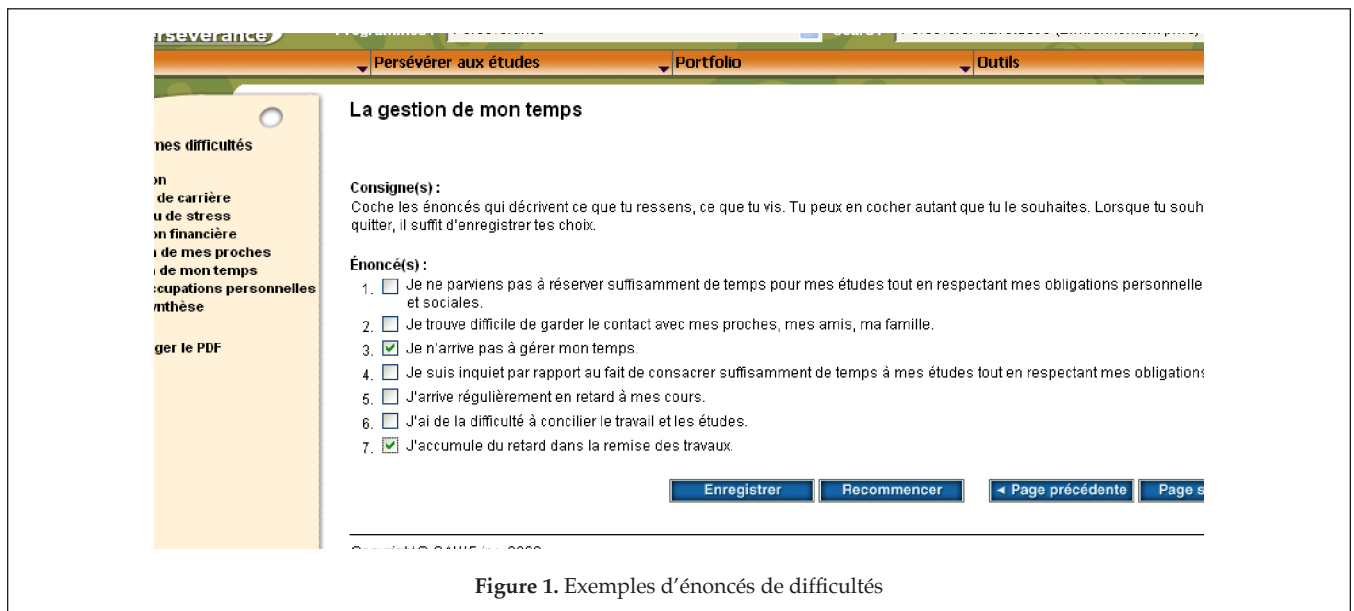 Persévérer aux études
Portfolio
Outils
La gestion de mon temps
mes difficultés
de carrière
de stress
financière
de mes proches
de mon temps
personnelles
le PDF
Consigne(s) :
Coche les énoncés qui décrivent ce que tu ressens, ce que tu vis. Tu peux en cocher autant que tu le souhaites. Lorsque tu
quitter, il suffit d'enregistrer tes choix.
Énoncé(s) :
1. Je ne parviens pas à réserver suffisamment de temps pour mes études tout en respectant mes obligations personnelle
et sociales.
2. Je trouve difficile de garder le contact avec mes proches, mes amis, ma famille.
3. Je n'arrive pas à gérer mon temps.
4. Je suis inquiet par rapport au fait de consacrer suffisamment de temps à mes études tout en respectant mes obligations
5. J'arrive régulièrement en retard à mes cours.
6. J'ai de la difficulté à concilier le travail et les études.
7. J'accumule du retard dans la remise des travaux.
Enregistrer
Recommencer
◄ Page précédente
Page s
Figure 1. Exemples d'énoncés de difficultés